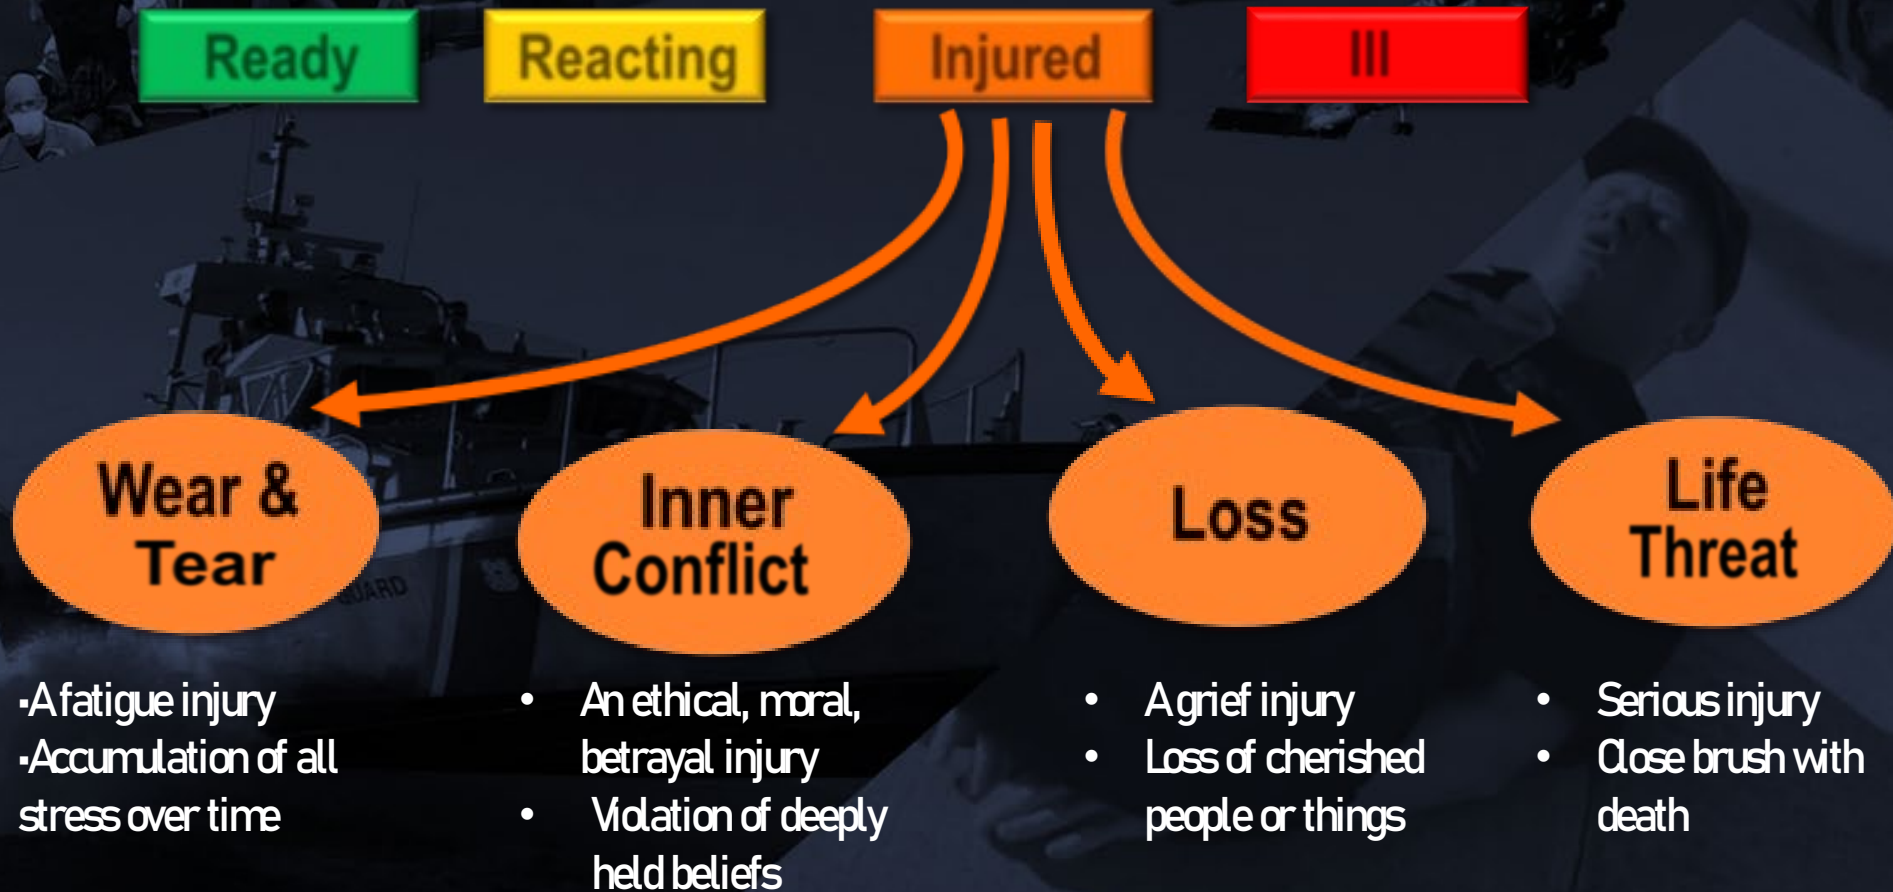 Ready
Reacting
Injured
Ill
Wear &
Tear
Inner
Conflict
Loss
Life
Threat
GUARD
▪A fatigue injury
▪Accumulation of all
stress over time
• An ethical, moral,
betrayal injury
• Violation of deeply
held beliefs
• A grief injury
• Loss of cherished
people or things
• Serious injury
• Close brush with
death